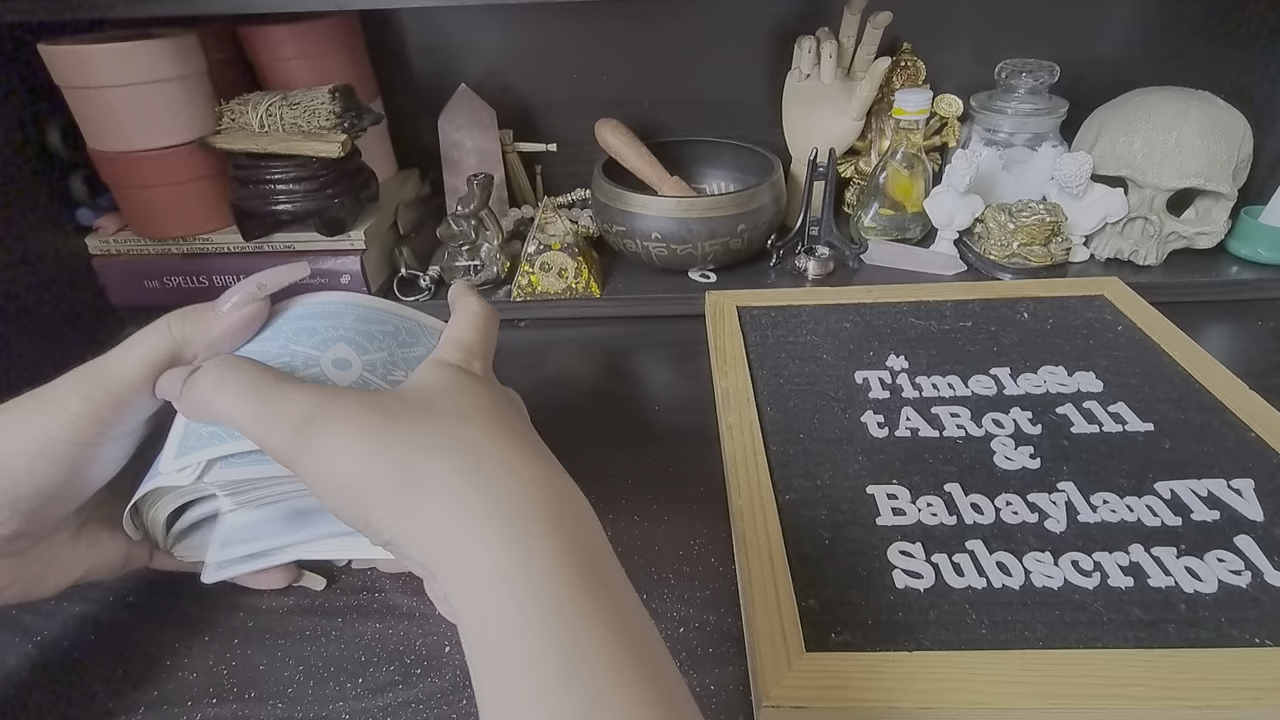 THE BLUFFER'S GUIDE TO BLUFFING
THE BLUFFER'S GUIDE TO ASTROLOGY & FORTUNE TELLING
THE SPELLS BIBLE
TimeleSs
tARot 111
&
BabaylanTV
Subscribe!